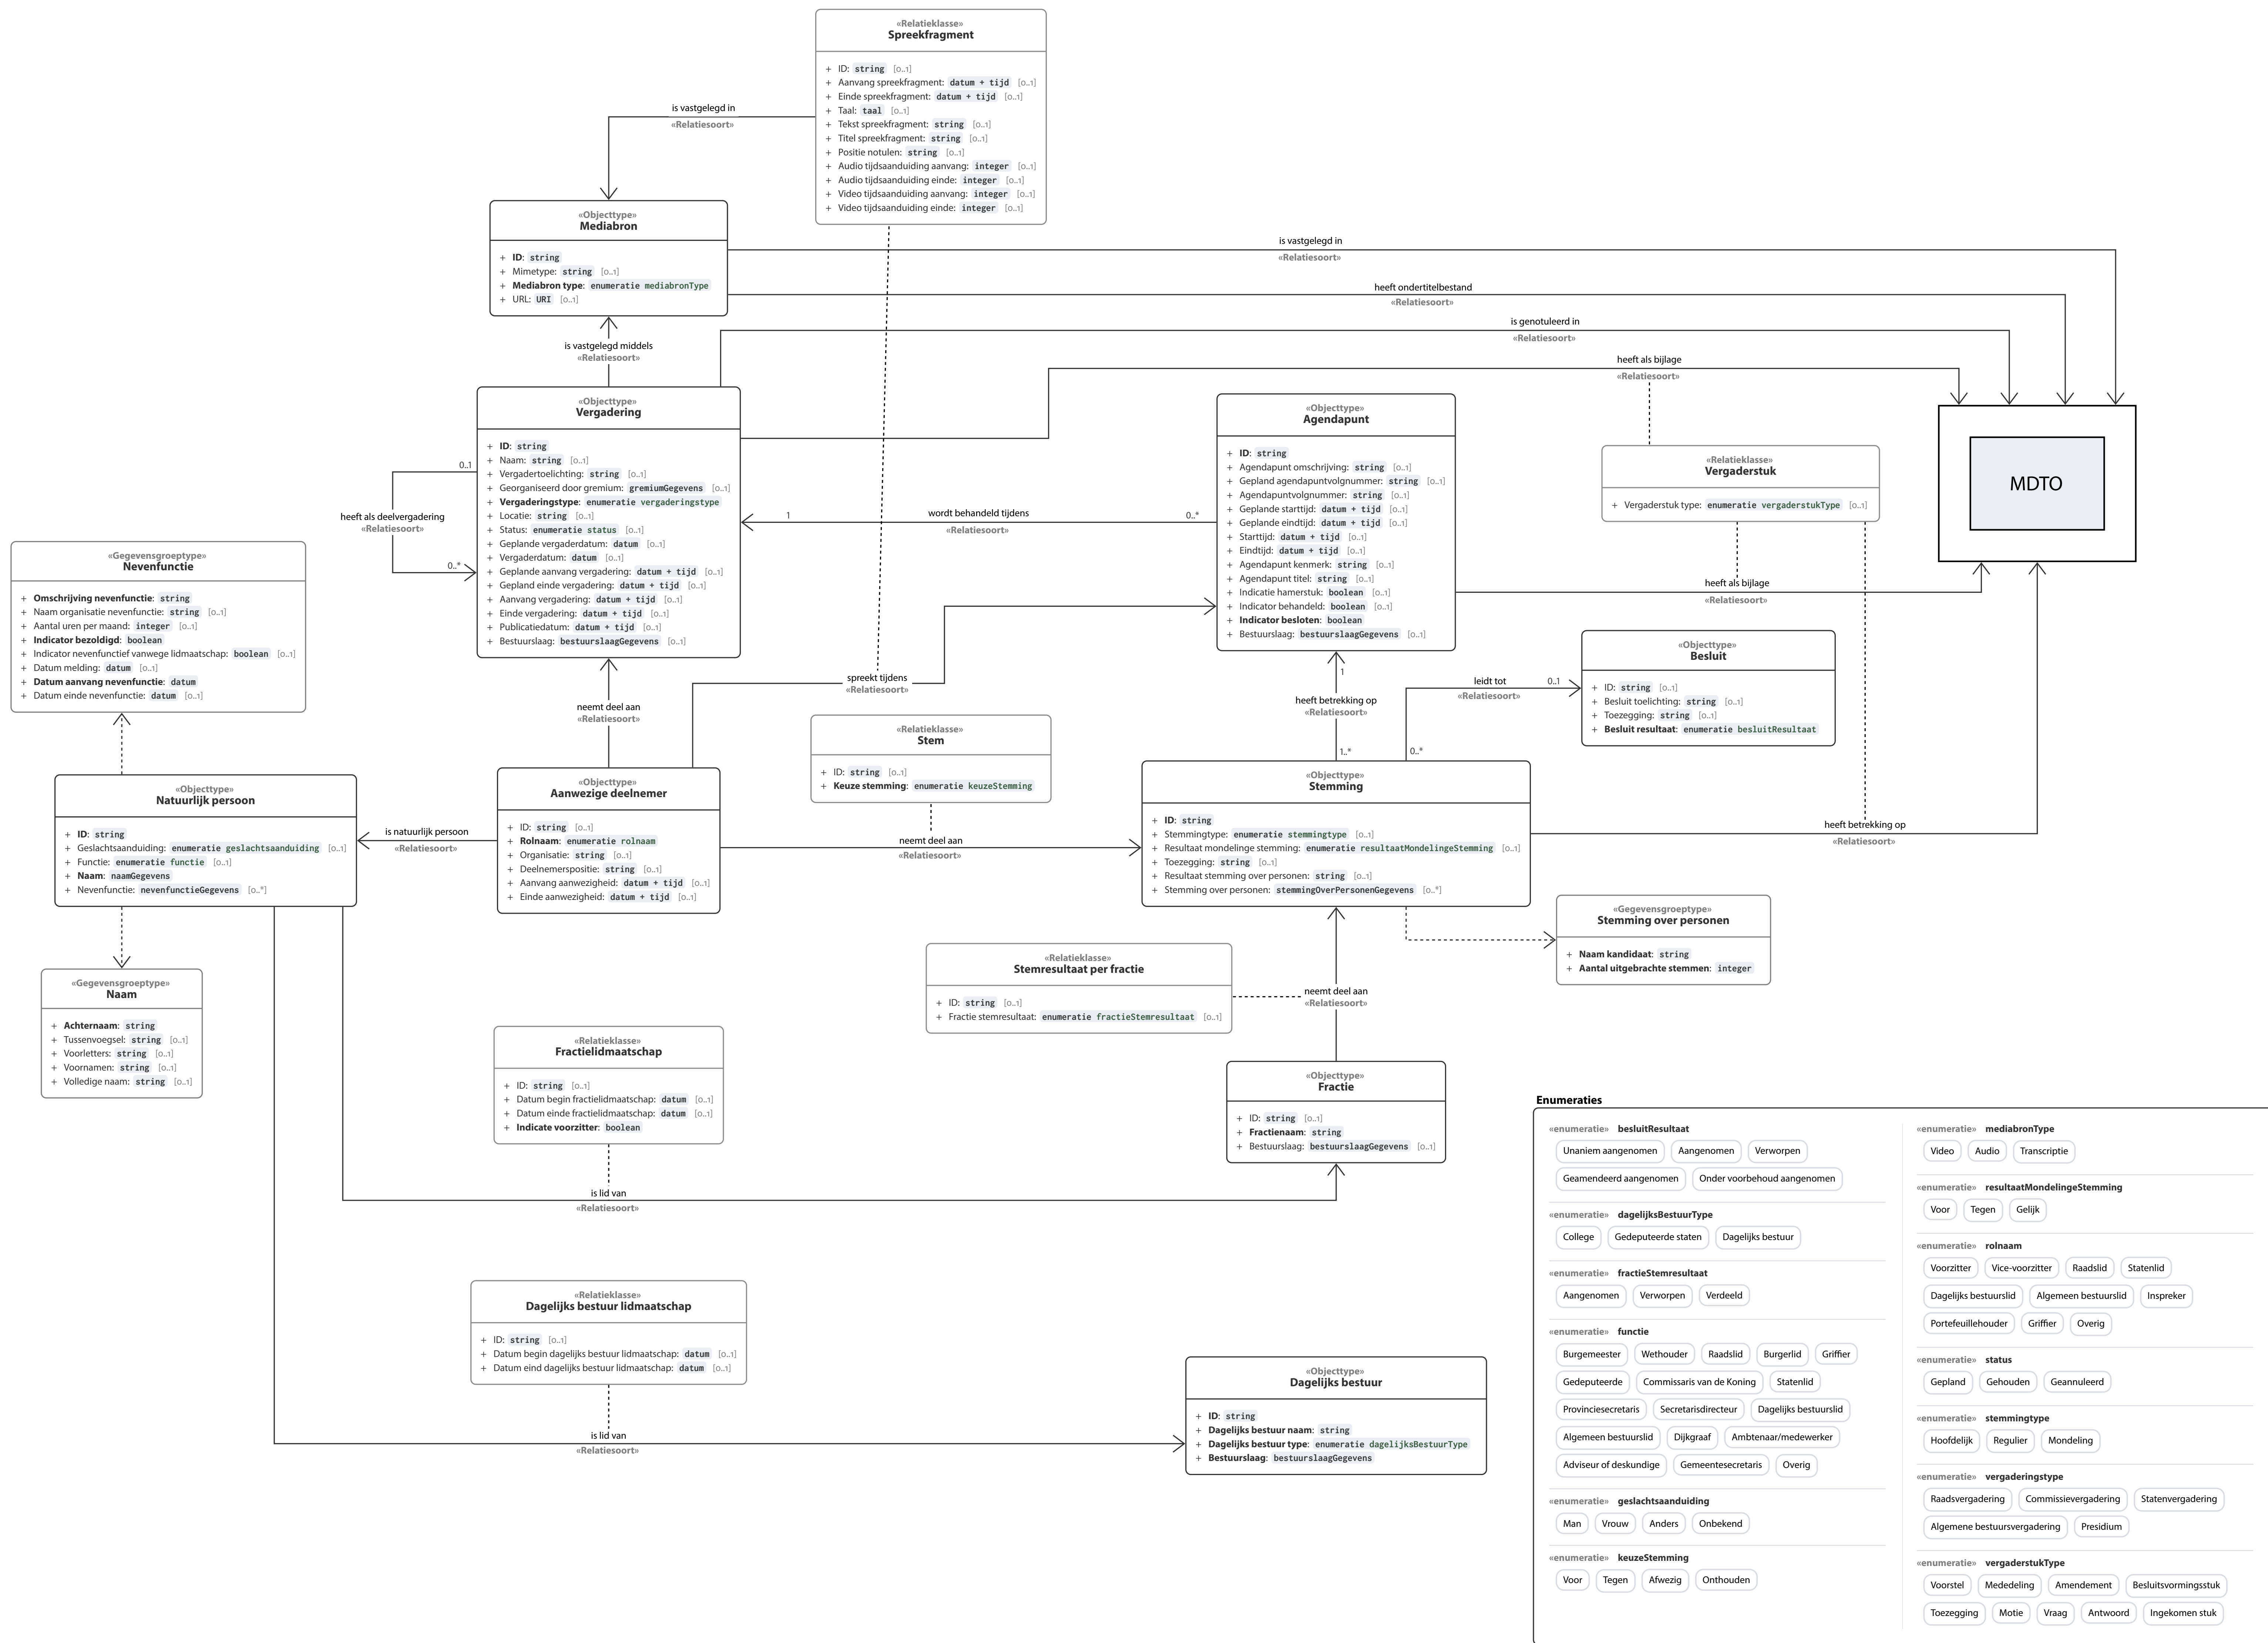 «Relatieklasse»
Spreekfragment
+ ID: string [0..1]
+ Aanvang spreekfragment: datum + tijd [0..1]
+ Einde spreekfragment: datum + tijd [0..1]
+ Taal: taal [0..1]
+ Tekst spreekfragment: string [0..1]
+ Titel spreekfragment: string [0..1]
+ Positie notulen: string [0..1]
+ Audio tijdsaanduiding aanvang: integer [0..1]
+ Audio tijdsaanduiding einde: integer [0..1]
+ Video tijdsaanduiding aanvang: integer [0..1]
+ Video tijdsaanduiding einde: integer [0..1]
is vastgelegd in
«Relatiesoort»
«Objecttype»
Mediabron
+ ID: string
+ Mimetype: string [0..1]
+ Mediabron type: enumeratie mediabronType
+ URL: URI [0..1]
is vastgelegd in
«Relatiesoort»
heeft ondertitelbestand
«Relatiesoort»
is genotuleerd in
«Relatiesoort»
heeft als bijlage
«Relatiesoort»
is vastgelegd middels
«Relatiesoort»
«Objecttype»
Vergadering
+ ID: string
+ Naam: string [0..1]
+ Vergadertoelichting: string [0..1]
+ Georganiseerd door gremium: gremiumGegevens [0..1]
+ Vergaderingstype: enumeratie vergaderingstype
+ Locatie: string [0..1]
+ Status: enumeratie status [0..1]
+ Geplande vergaderdatum: datum [0..1]
+ Vergaderdatum: datum [0..1]
+ Geplande aanvang vergadering: datum + tijd [0..1]
+ Gepland einde vergadering: datum + tijd [0..1]
+ Aanvang vergadering: datum + tijd [0..1]
+ Einde vergadering: datum + tijd [0..1]
+ Publicatiedatum: datum + tijd [0..1]
+ Bestuurslaag: bestuurslaagGegevens [0..1]
0..1
heeft als deelvergadering
«Relatiesoort»
0..*
1
wordt behandeld tijdens
«Relatiesoort»
0..*
«Objecttype»
Agendapunt
+ ID: string
+ Agendapunt omschrijving: string [0..1]
+ Gepland agendapuntvolgnummer: string [0..1]
+ Agendapuntvolgnummer: string [0..1]
+ Geplande starttijd: datum + tijd [0..1]
+ Geplande eindtijd: datum + tijd [0..1]
+ Starttijd: datum + tijd [0..1]
+ Eindtijd: datum + tijd [0..1]
+ Agendapunt kenmerk: string [0..1]
+ Agendapunt titel: string [0..1]
+ Indicatie hamerstuk: boolean [0..1]
+ Indicator behandeld: boolean [0..1]
+ Indicator besloten: boolean
+ Bestuurslaag: bestuurslaagGegevens [0..1]
«Relatieklasse»
Vergaderstuk
+ Vergaderstuk type: enumeratie vergaderstukType [0..1]
MDTO
heeft als bijlage
«Relatiesoort»
«Gegevensgroeptype»
Nevenfunctie
+ Omschrijving nevenfunctie: string
+ Naam organisatie nevenfunctie: string [0..1]
+ Aantal uren per maand: integer [0..1]
+ Indicator bezoldigd: boolean
+ Indicator nevenfunctief vanwege lidmaatschap: boolean [0..1]
+ Datum melding: datum [0..1]
+ Datum aanvang nevenfunctie: datum
+ Datum einde nevenfunctie: datum [0..1]
neemt deel aan
«Relatiesoort»
spreekt tijdens
«Relatiesoort»
1
heeft betrekking op
«Relatiesoort»
1..*
leidt tot
«Relatiesoort»
0..1
0..*
«Objecttype»
Besluit
+ ID: string [0..1]
+ Besluit toelichting: string [0..1]
+ Toezegging: string [0..1]
+ Besluit resultaat: enumeratie besluitResultaat
«Relatieklasse»
Stem
+ ID: string [0..1]
+ Keuze stemming: enumeratie keuzeStemming
«Objecttype»
Natuurlijk persoon
+ ID: string
+ Geslachtsaanduiding: enumeratie geslachtsaanduiding [0..1]
+ Functie: enumeratie functie [0..1]
+ Naam: naamGegevens
+ Nevenfunctie: nevenfunctieGegevens [0..*]
is natuurlijk persoon
«Relatiesoort»
«Objecttype»
Aanwezige deelnemer
+ ID: string [0..1]
+ Rolnaam: enumeratie rolnaam
+ Organisatie: string [0..1]
+ Deelnemerspositie: string [0..1]
+ Aanvang aanwezigheid: datum + tijd [0..1]
+ Einde aanwezigheid: datum + tijd [0..1]
neemt deel aan
«Relatiesoort»
«Objecttype»
Stemming
+ ID: string
+ Stemmingtype: enumeratie stemmingtype [0..1]
+ Resultaat mondelinge stemming: enumeratie resultaatMondelingeStemming [0..1]
+ Toezegging: string [0..1]
+ Resultaat stemming over personen: string [0..1]
+ Stemming over personen: stemmingOverPersonenGegevens [0..*]
heeft betrekking op
«Relatiesoort»
«Gegevensgroeptype»
Stemming over personen
+ Naam kandidaat: string
+ Aantal uitgebrachte stemmen: integer
«Gegevensgroeptype»
Naam
+ Achternaam: string
+ Tussenvoegsel: string [0..1]
+ Voorletters: string [0..1]
+ Voornamen: string [0..1]
+ Volledige naam: string [0..1]
«Relatieklasse»
Stemresultaat per fractie
+ ID: string [0..1]
+ Fractie stemresultaat: enumeratie fractieStemresultaat [0..1]
neemt deel aan
«Relatiesoort»
«Relatieklasse»
Fractielidmaatschap
+ ID: string [0..1]
+ Datum begin fractielidmaatschap: datum [0..1]
+ Datum einde fractielidmaatschap: datum [0..1]
+ Indicate voorzitter: boolean
«Objecttype»
Fractie
+ ID: string [0..1]
+ Fractienaam: string
+ Bestuurslaag: bestuurslaagGegevens [0..1]
is lid van
«Relatiesoort»
«Relatieklasse»
Dagelijks bestuur lidmaatschap
+ ID: string [0..1]
+ Datum begin dagelijks bestuur lidmaatschap: datum [0..1]
+ Datum eind dagelijks bestuur lidmaatschap: datum [0..1]
is lid van
«Relatiesoort»
«Objecttype»
Dagelijks bestuur
+ ID: string
+ Dagelijks bestuur naam: string
+ Dagelijks bestuur type: enumeratie dagelijksBestuurType
+ Bestuurslaag: bestuurslaagGegevens
Enumeraties
«enumeratie» besluitResultaat
Unaniem aangenomen Aangenomen Verworpen
Geamendeerd aangenomen Onder voorbehoud aangenomen
«enumeratie» dagelijksBestuurType
College Gedeputeerde staten Dagelijks bestuur
«enumeratie» fractieStemresultaat
Aangenomen Verworpen Verdeeld
«enumeratie» functie
Burgemeester Wethouder Raadslid Burgerlid Griffier
Gedeputeerde Commissaris van de Koning Statenlid
Provinciesecretaris Secretarisdirecteur Dagelijks bestuurslid
Algemeen bestuurslid Dijkgraaf Ambtenaar/medewerker
Adviseur of deskundige Gemeentesecretaris Overig
«enumeratie» geslachtsaanduiding
Man Vrouw Anders Onbekend
«enumeratie» keuzeStemming
Voor Tegen Afwezig Onthouden
«enumeratie» mediabronType
Video Audio Transcriptie
«enumeratie» resultaatMondelingeStemming
Voor Tegen Gelijk
«enumeratie» rolnaam
Voorzitter Vice-voorzitter Raadslid Statenlid
Dagelijks bestuurslid Algemeen bestuurslid Inspreker
Portefeuillehouder Griffier Overig
«enumeratie» status
Gepland Gehouden Geannuleerd
«enumeratie» stemmingtype
Hoofdelijk Regulier Mondeling
«enumeratie» vergaderingstype
Raadsvergadering Commissievergadering Statenvergadering
Algemene bestuursvergadering Presidium
«enumeratie» vergaderstukType
Voorstel Mededeling Amendement Besluitsvormingsstuk
Toezegging Motie Vraag Antwoord Ingekomen stuk